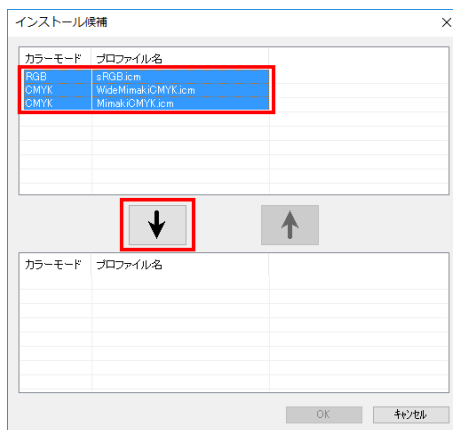 インストール候補
カラーモード プロファイル名
RGB sRGB.icm
CMYK WideMimakiCMYK.icm
CMYK MimakiCMYK.icm
カラーモード プロファイル名
OK キャンセル